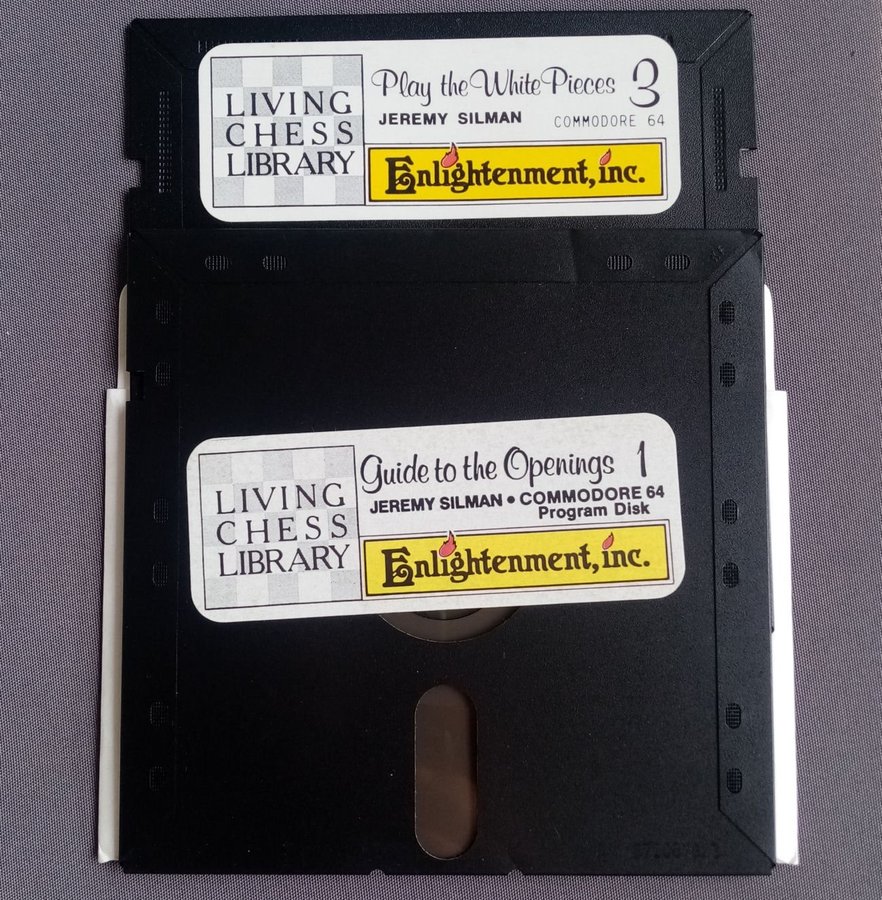 LIVING
CHESS
LIBRARY
Play the White Pieces 3
JEREMY SILMAN COMMODORE 64
Enlightenment, inc.
LIVING
CHESS
LIBRARY
Guide to the Openings 1
JEREMY SILMAN • COMMODORE 64
Program Disk
Enlightenment, inc.